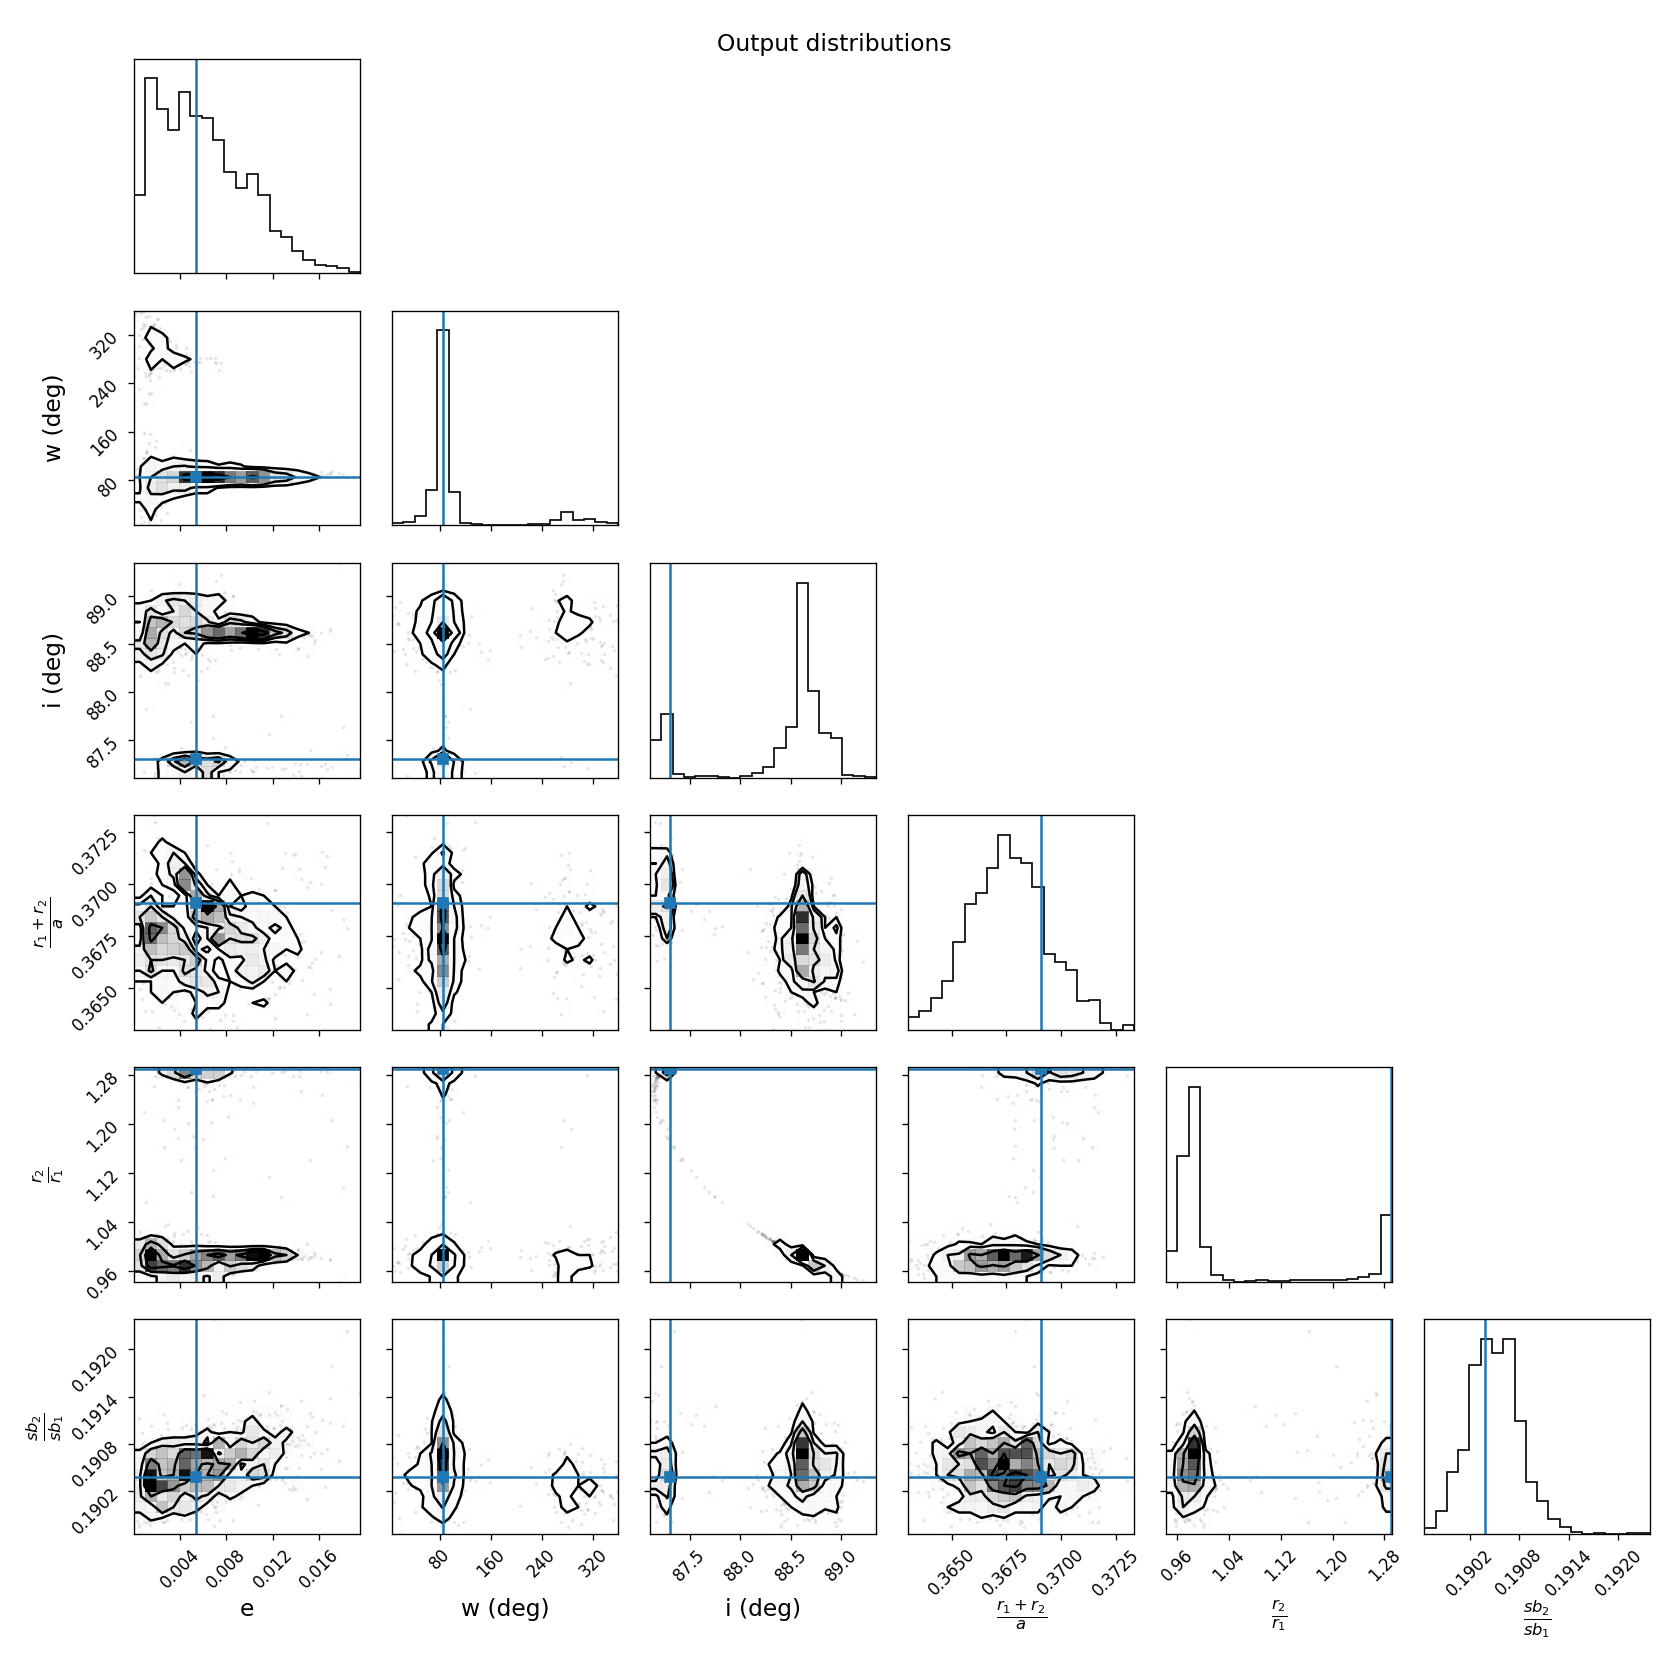 Output distributions
320
240
160
80
w (deg)
89.0
88.5
88.0
87.5
i (deg)
0.3725
0.3700
0.3675
0.3650
r₁ + r₂
a
1.28
1.20
1.12
1.04
0.96
r₂
r₁
0.1920
0.1914
0.1908
0.1902
sb₂
sb₁
0.004 0.008 0.012 0.016
80 160 240 320
87.5 88.0 88.5 89.0
0.3650 0.3675 0.3700 0.3725
0.96 1.04 1.12 1.20 1.28
0.1902 0.1908 0.1914 0.1920
e
w (deg)
i (deg)
r₁ + r₂
a
r₂
r₁
sb₂
sb₁